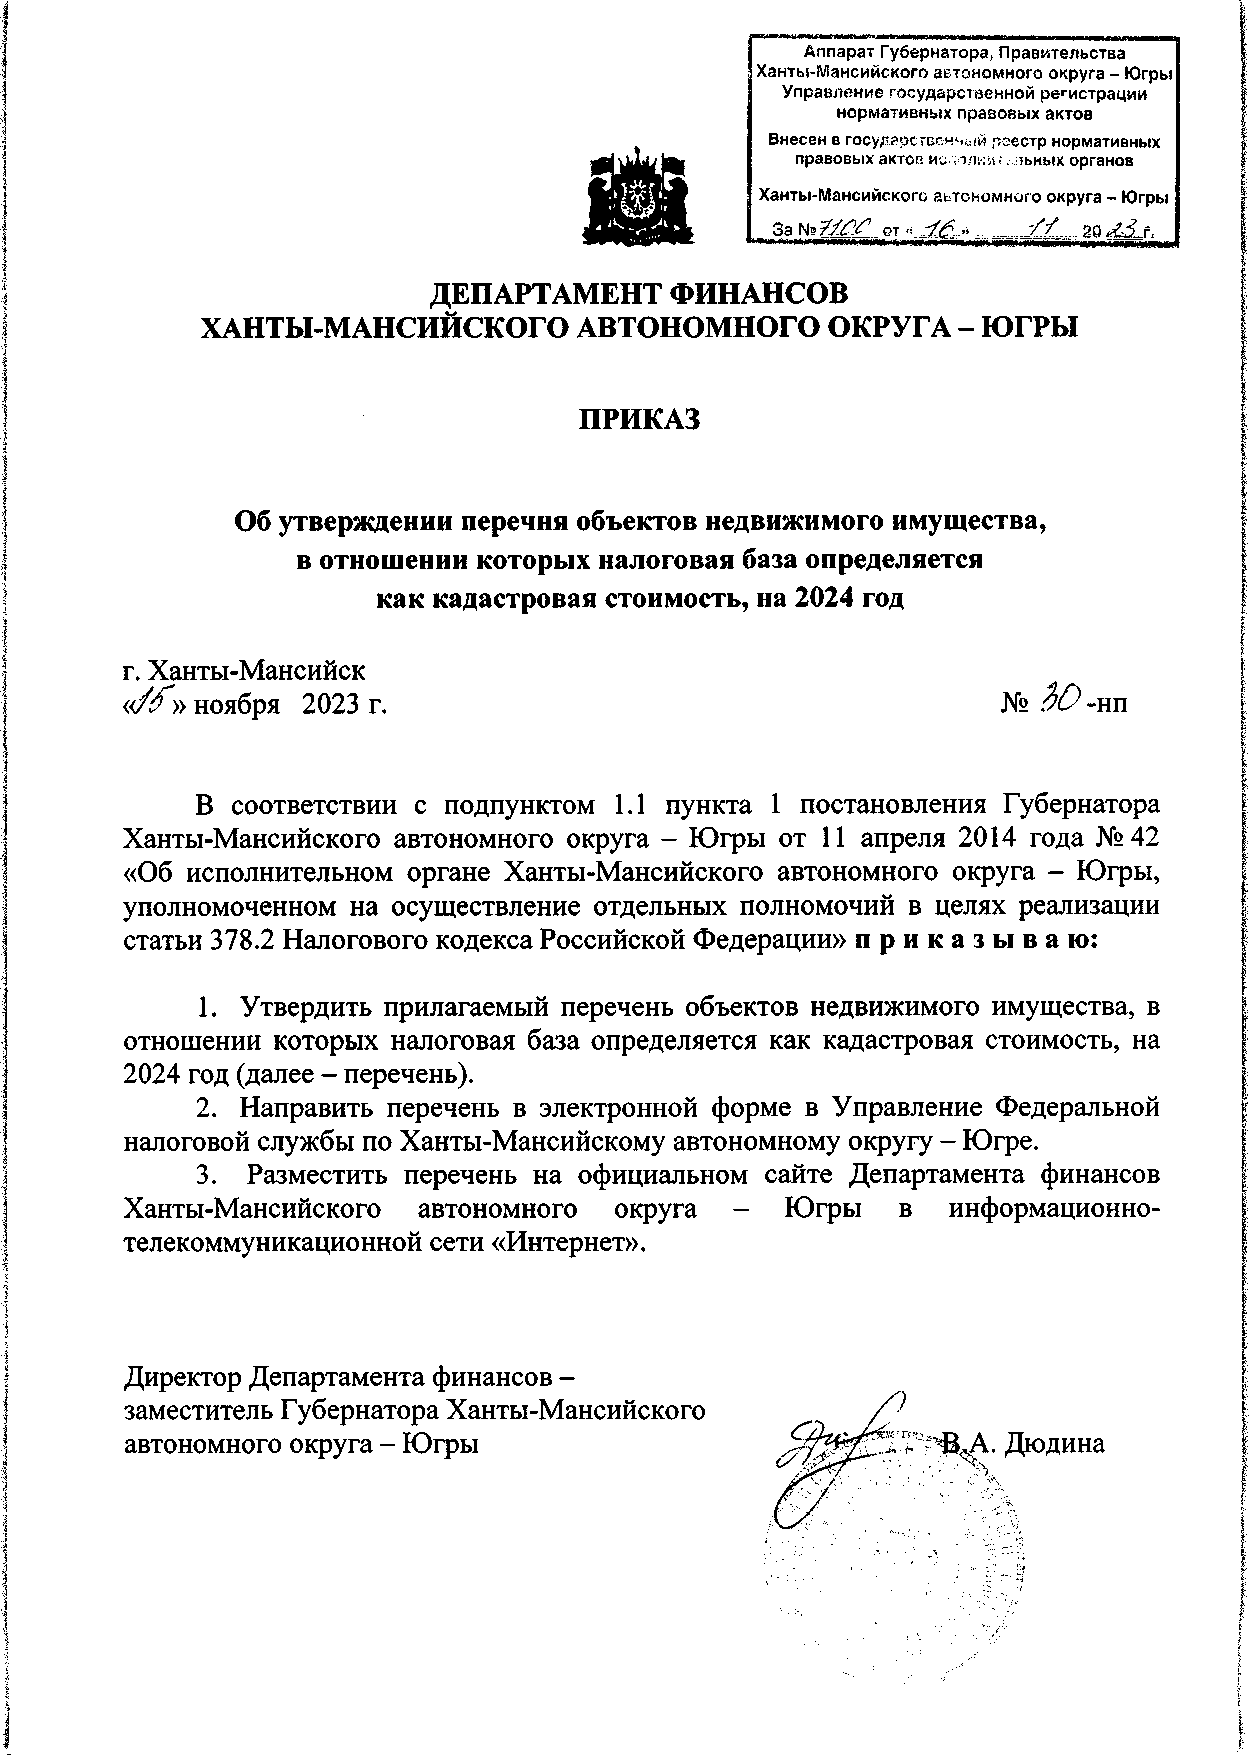 Аппарат Губернатора, Правительства
Ханты-Мансийского автономного округа – Югры
Управление государственной регистрации
нормативных правовых актов
Внесен в государственный реестр нормативных
правовых актов исполнительных органов
Ханты-Мансийского автономного округа – Югры
За № 7100 от « 16 » 11 20 23 г.
ДЕПАРТАМЕНТ ФИНАНСОВ
ХАНТЫ-МАНСИЙСКОГО АВТОНОМНОГО ОКРУГА – ЮГРЫ
ПРИКАЗ
Об утверждении перечня объектов недвижимого имущества,
в отношении которых налоговая база определяется
как кадастровая стоимость, на 2024 год
г. Ханты-Мансийск
«15» ноября 2023 г.
№ 30-нп
В соответствии с подпунктом 1.1 пункта 1 постановления Губернатора
Ханты-Мансийского автономного округа – Югры от 11 апреля 2014 года № 42
«Об исполнительном органе Ханты-Мансийского автономного округа – Югры,
уполномоченном на осуществление отдельных полномочий в целях реализации
статьи 378.2 Налогового кодекса Российской Федерации» п р и к а з ы в а ю:
1. Утвердить прилагаемый перечень объектов недвижимого имущества, в
отношении которых налоговая база определяется как кадастровая стоимость, на
2024 год (далее – перечень).
2. Направить перечень в электронной форме в Управление Федеральной
налоговой службы по Ханты-Мансийскому автономному округу – Югре.
3. Разместить перечень на официальном сайте Департамента финансов
Ханты-Мансийского автономного округа – Югры в информационно-
телекоммуникационной сети «Интернет».
Директор Департамента финансов –
заместитель Губернатора Ханты-Мансийского
автономного округа – Югры
В.А. Дюдина